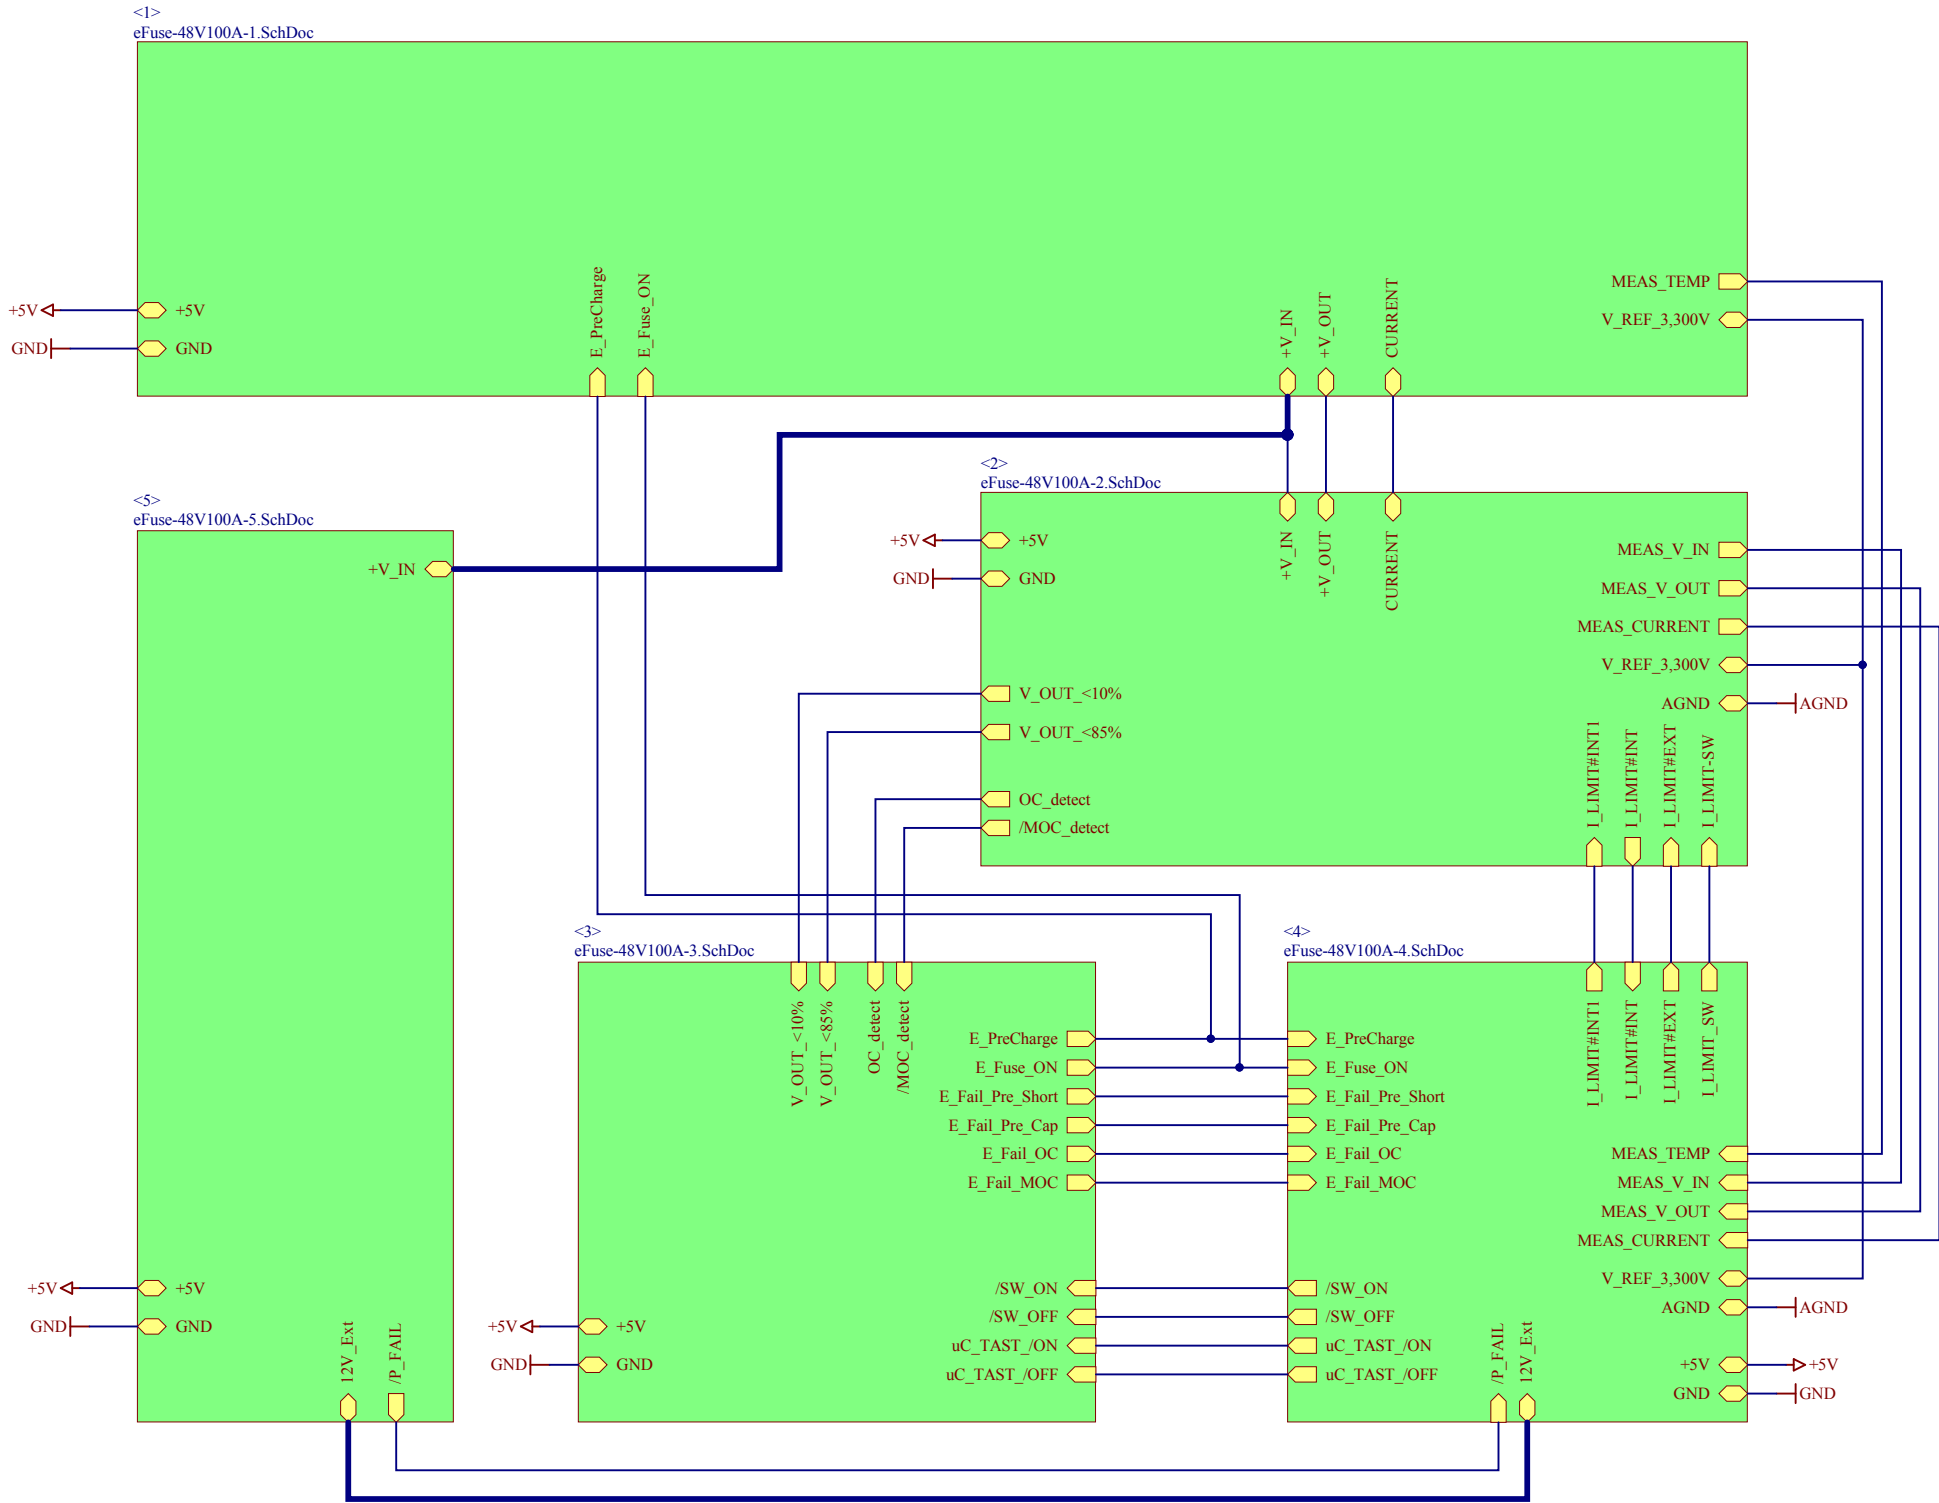 <1>
eFuse-48V100A-1.SchDoc
+5V
+5V
GND
GND
E_PreCharge
E_Fuse_ON
+V_IN
+V_OUT
CURRENT
MEAS_TEMP
V_REF_3,300V
<2>
eFuse-48V100A-2.SchDoc
+5V
+5V
GND
GND
+V_IN
+V_OUT
CURRENT
MEAS_V_IN
MEAS_V_OUT
MEAS_CURRENT
V_REF_3,300V
AGND
AGND
V_OUT_<10%
V_OUT_<85%
OC_detect
/MOC_detect
I_LIMIT#INT1
I_LIMIT#INT
I_LIMIT#EXT
I_LIMIT-SW
<5>
eFuse-48V100A-5.SchDoc
+V_IN
+5V
+5V
GND
GND
12V_Ext
/P_FAIL
<3>
eFuse-48V100A-3.SchDoc
V_OUT_<10%
V_OUT_<85%
OC_detect
/MOC_detect
E_PreCharge
E_Fuse_ON
E_Fail_Pre_Short
E_Fail_Pre_Cap
E_Fail_OC
E_Fail_MOC
/SW_ON
/SW_OFF
uC_TAST_/ON
uC_TAST_/OFF
+5V
+5V
GND
GND
<4>
eFuse-48V100A-4.SchDoc
I_LIMIT#INT1
I_LIMIT#INT
I_LIMIT#EXT
I_LIMIT_SW
E_PreCharge
E_Fuse_ON
E_Fail_Pre_Short
E_Fail_Pre_Cap
E_Fail_OC
E_Fail_MOC
MEAS_TEMP
MEAS_V_IN
MEAS_V_OUT
MEAS_CURRENT
V_REF_3,300V
AGND
AGND
/SW_ON
/SW_OFF
uC_TAST_/ON
uC_TAST_/OFF
/P_FAIL
12V_Ext
+5V
+5V
GND
GND